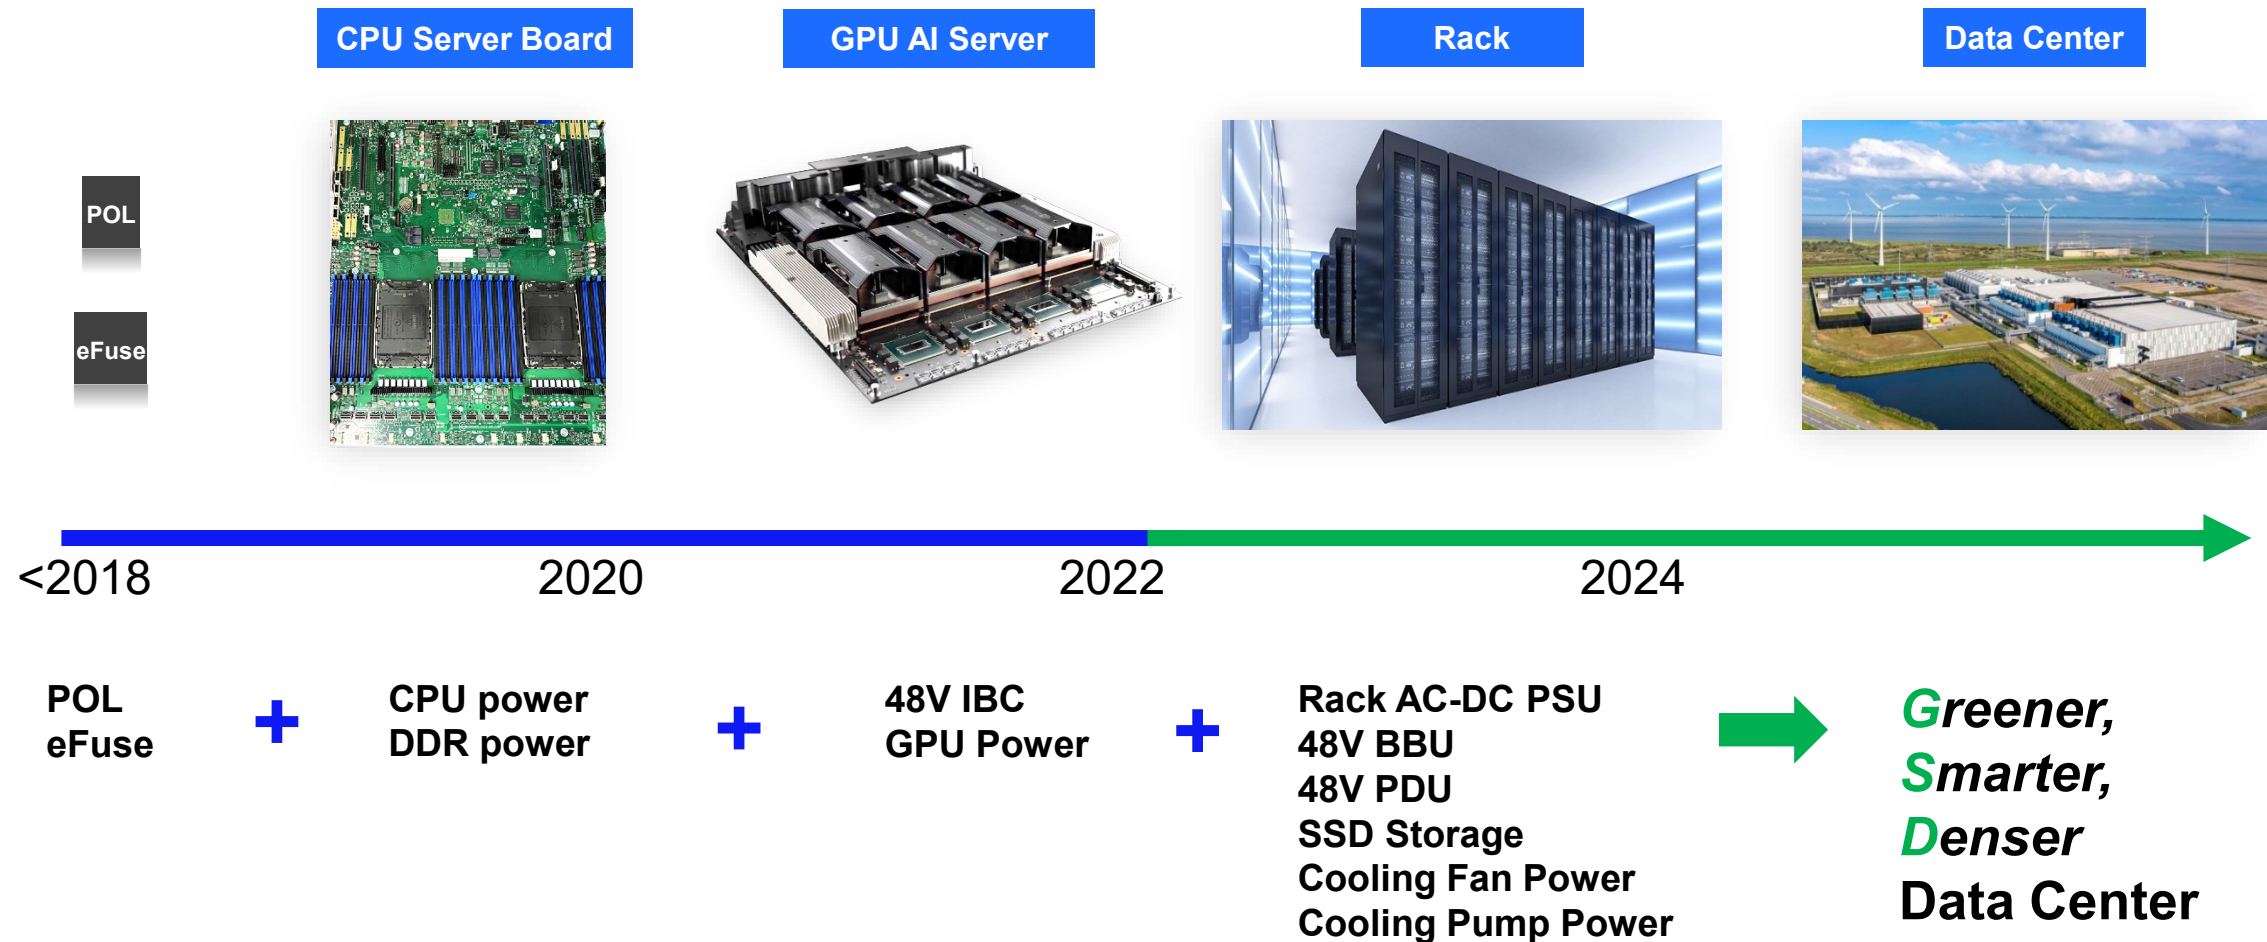 CPU Server Board
GPU AI Server
Rack
Data Center
POL
eFuse
<2018
2020
2022
2024
POL
eFuse
+
CPU power
DDR power
+
48V IBC
GPU Power
+
Rack AC-DC PSU
48V BBU
48V PDU
SSD Storage
Cooling Fan Power
Cooling Pump Power
Greener,
Smarter,
Denser
Data Center